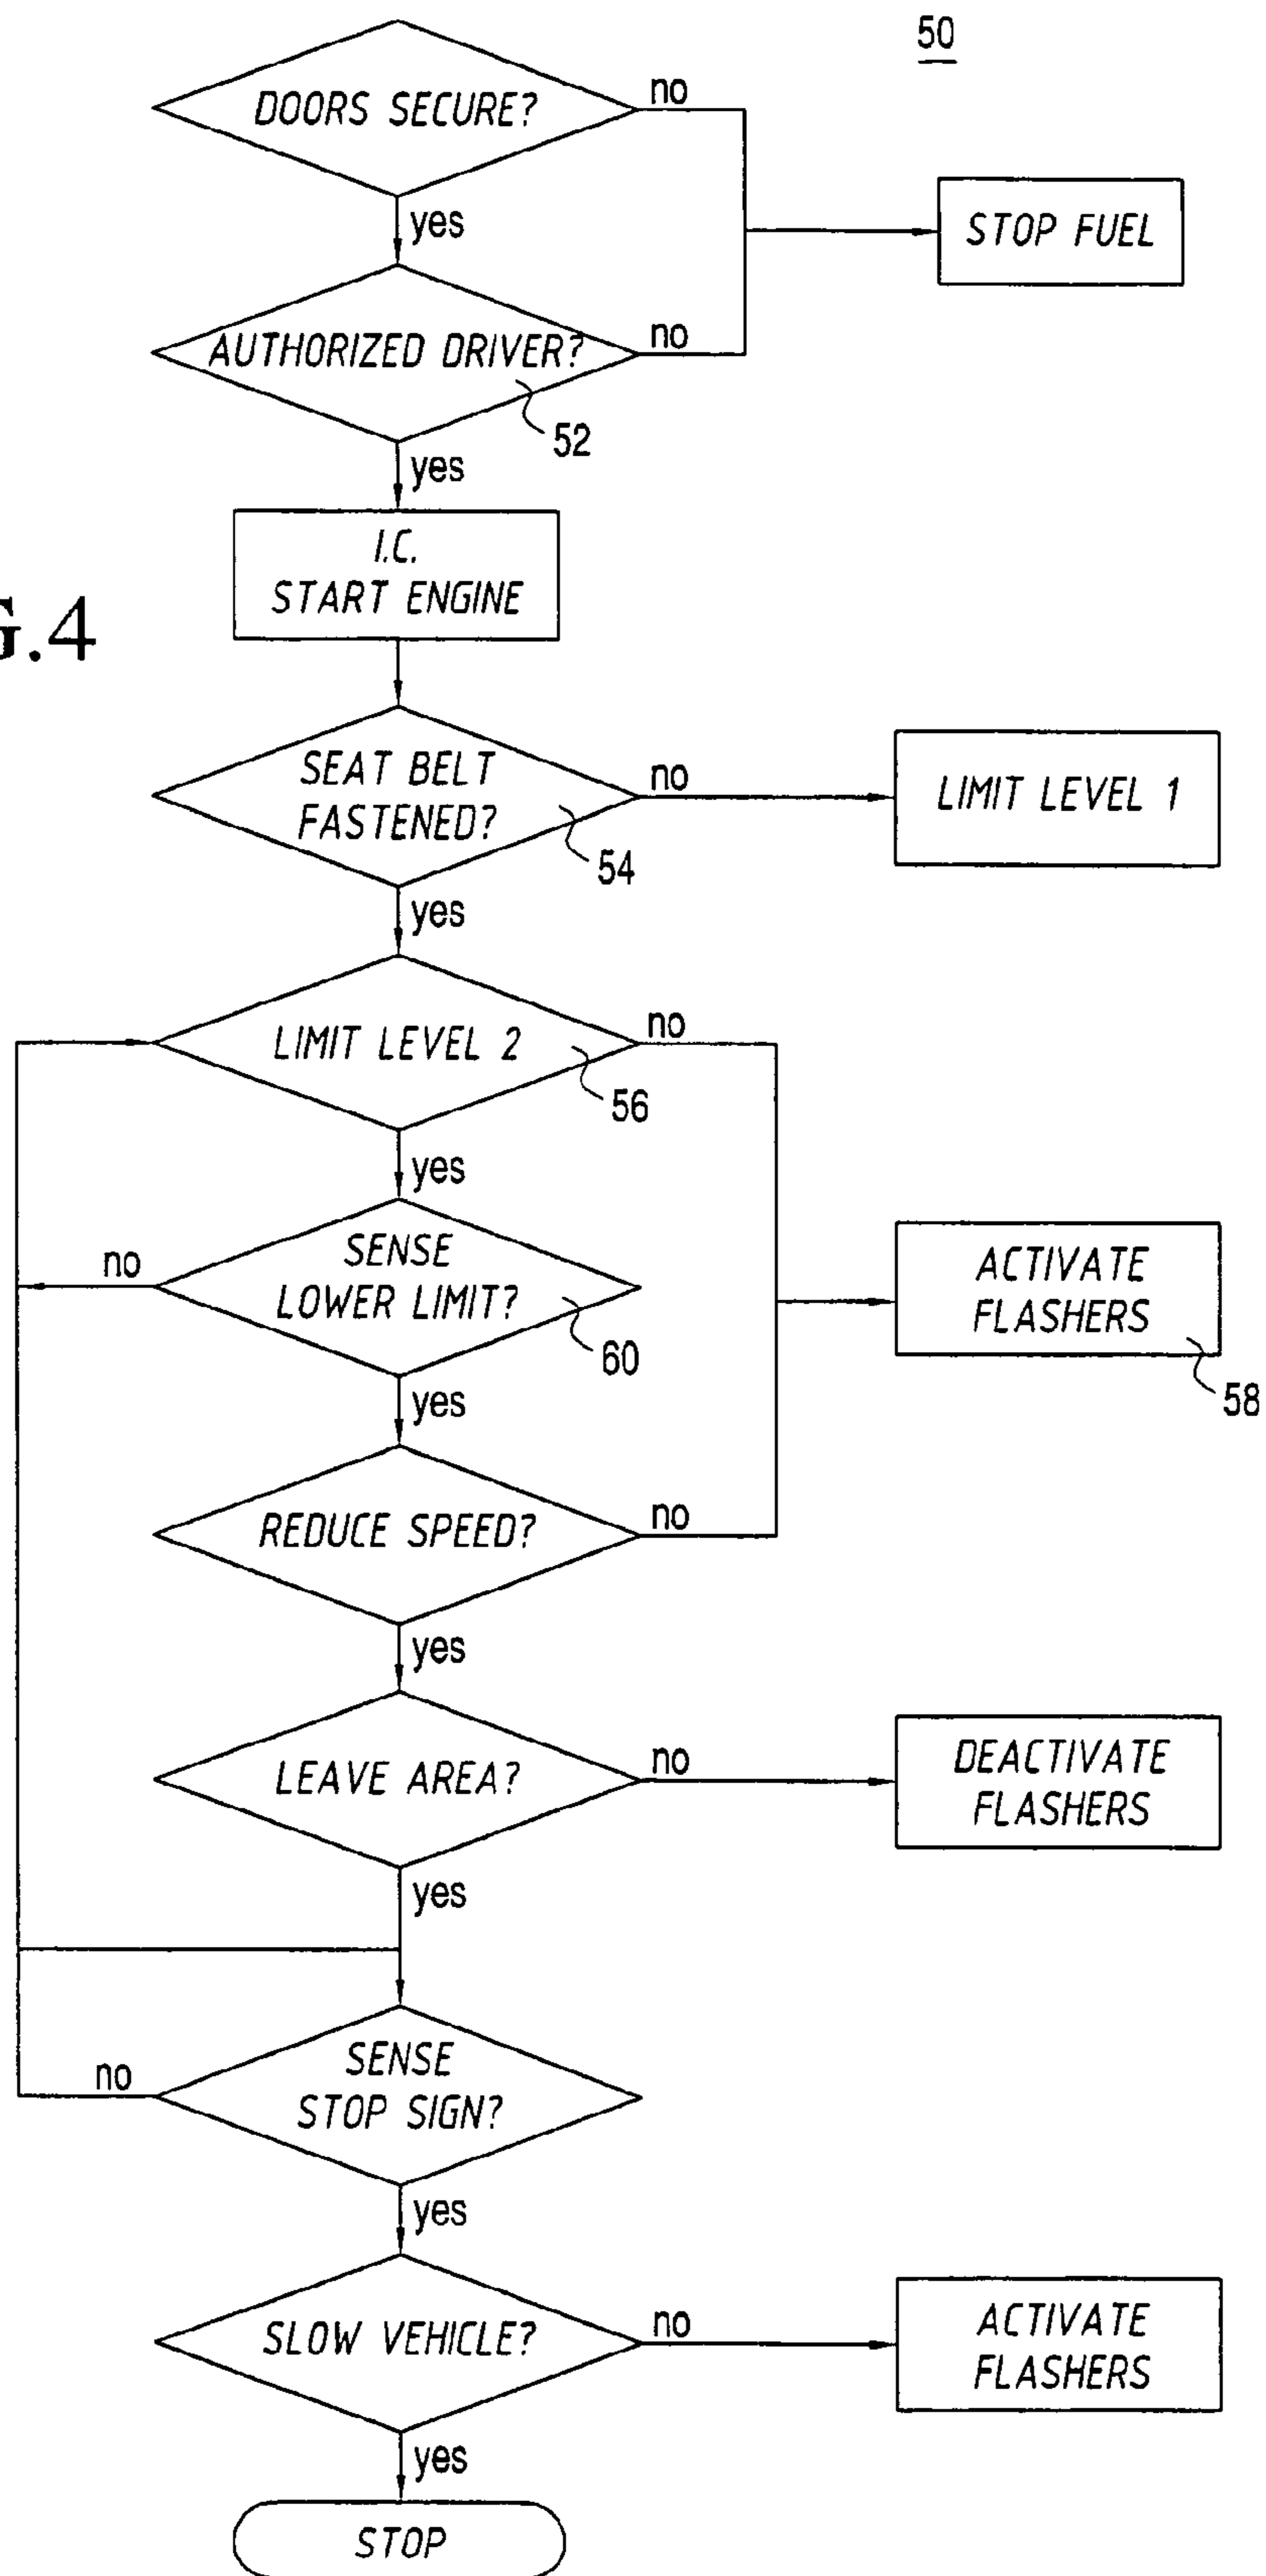 50
DOORS SECURE?
no
yes
STOP FUEL
AUTHORIZED DRIVER?
no
52
yes
I.C.
START ENGINE
G.4
SEAT BELT
FASTENED?
no
54
LIMIT LEVEL 1
yes
LIMIT LEVEL 2
no
56
yes
SENSE
LOWER LIMIT?
no
60
ACTIVATE
FLASHERS
58
yes
REDUCE SPEED?
no
yes
LEAVE AREA?
no
DEACTIVATE
FLASHERS
yes
SENSE
STOP SIGN?
no
yes
SLOW VEHICLE?
no
ACTIVATE
FLASHERS
yes
STOP